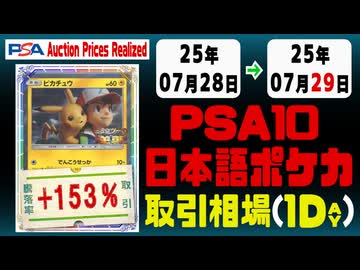 PSA Auction Prices Realized
25年
07月28日
25年
07月29日
ピカチュウ HP60
でんこうせっか 10+
騰落率
+153%
取引
PSA10
日本語ポケカ
取引相場(1D)